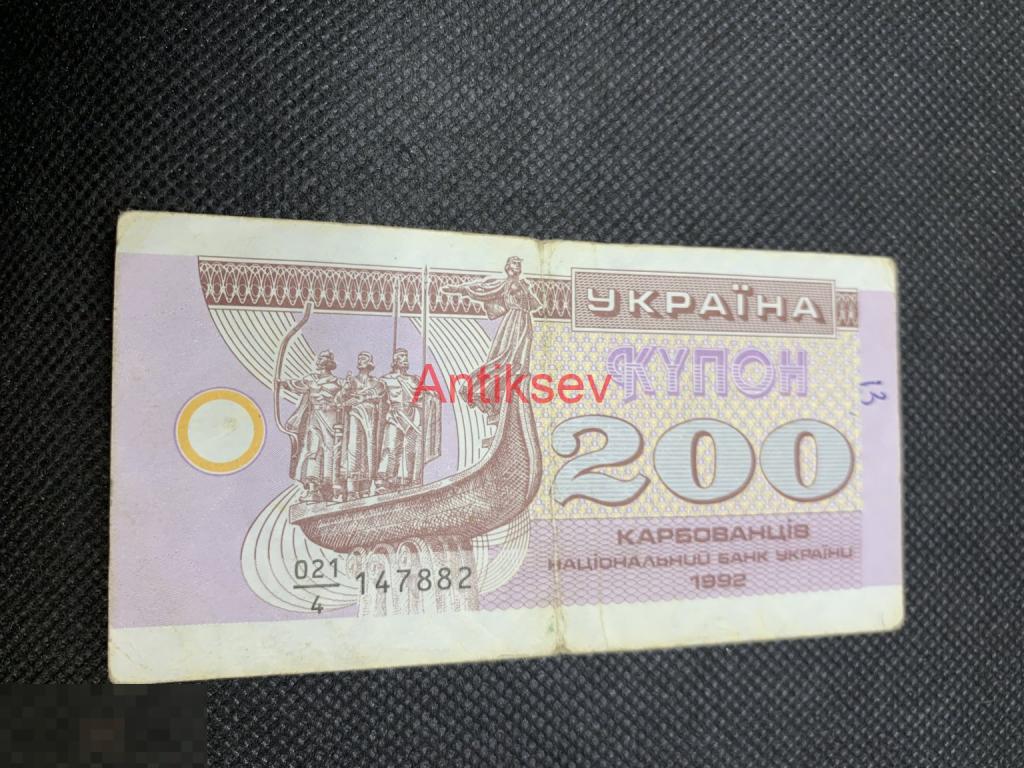 УКРАЇНА
КУПОН
13
200
КАРБОВАНЦІВ
НАЦІОНАЛЬНИЙ БАНК УКРАЇНИ
1992
021/4 147882
Antiksev